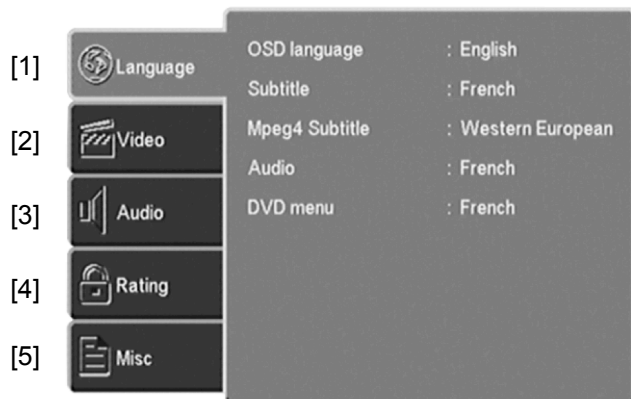 [1] Language
[2] Video
[3] Audio
[4] Rating
[5] Misc
OSD language : English
Subtitle : French
Mpeg4 Subtitle : Western European
Audio : French
DVD menu : French